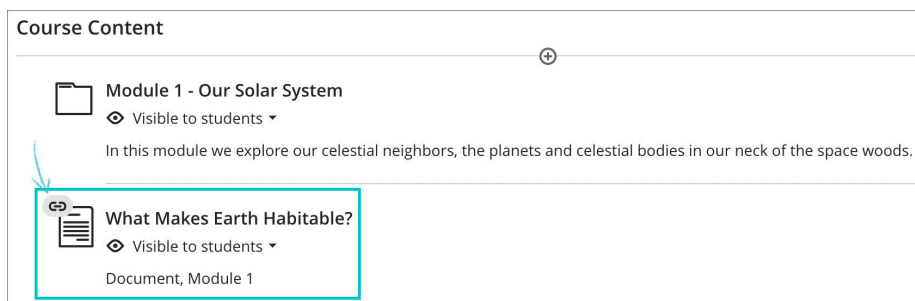 Course Content
Module 1 - Our Solar System
Visible to students
In this module we explore our celestial neighbors, the planets and celestial bodies in our neck of the space woods.
What Makes Earth Habitable?
Visible to students
Document, Module 1